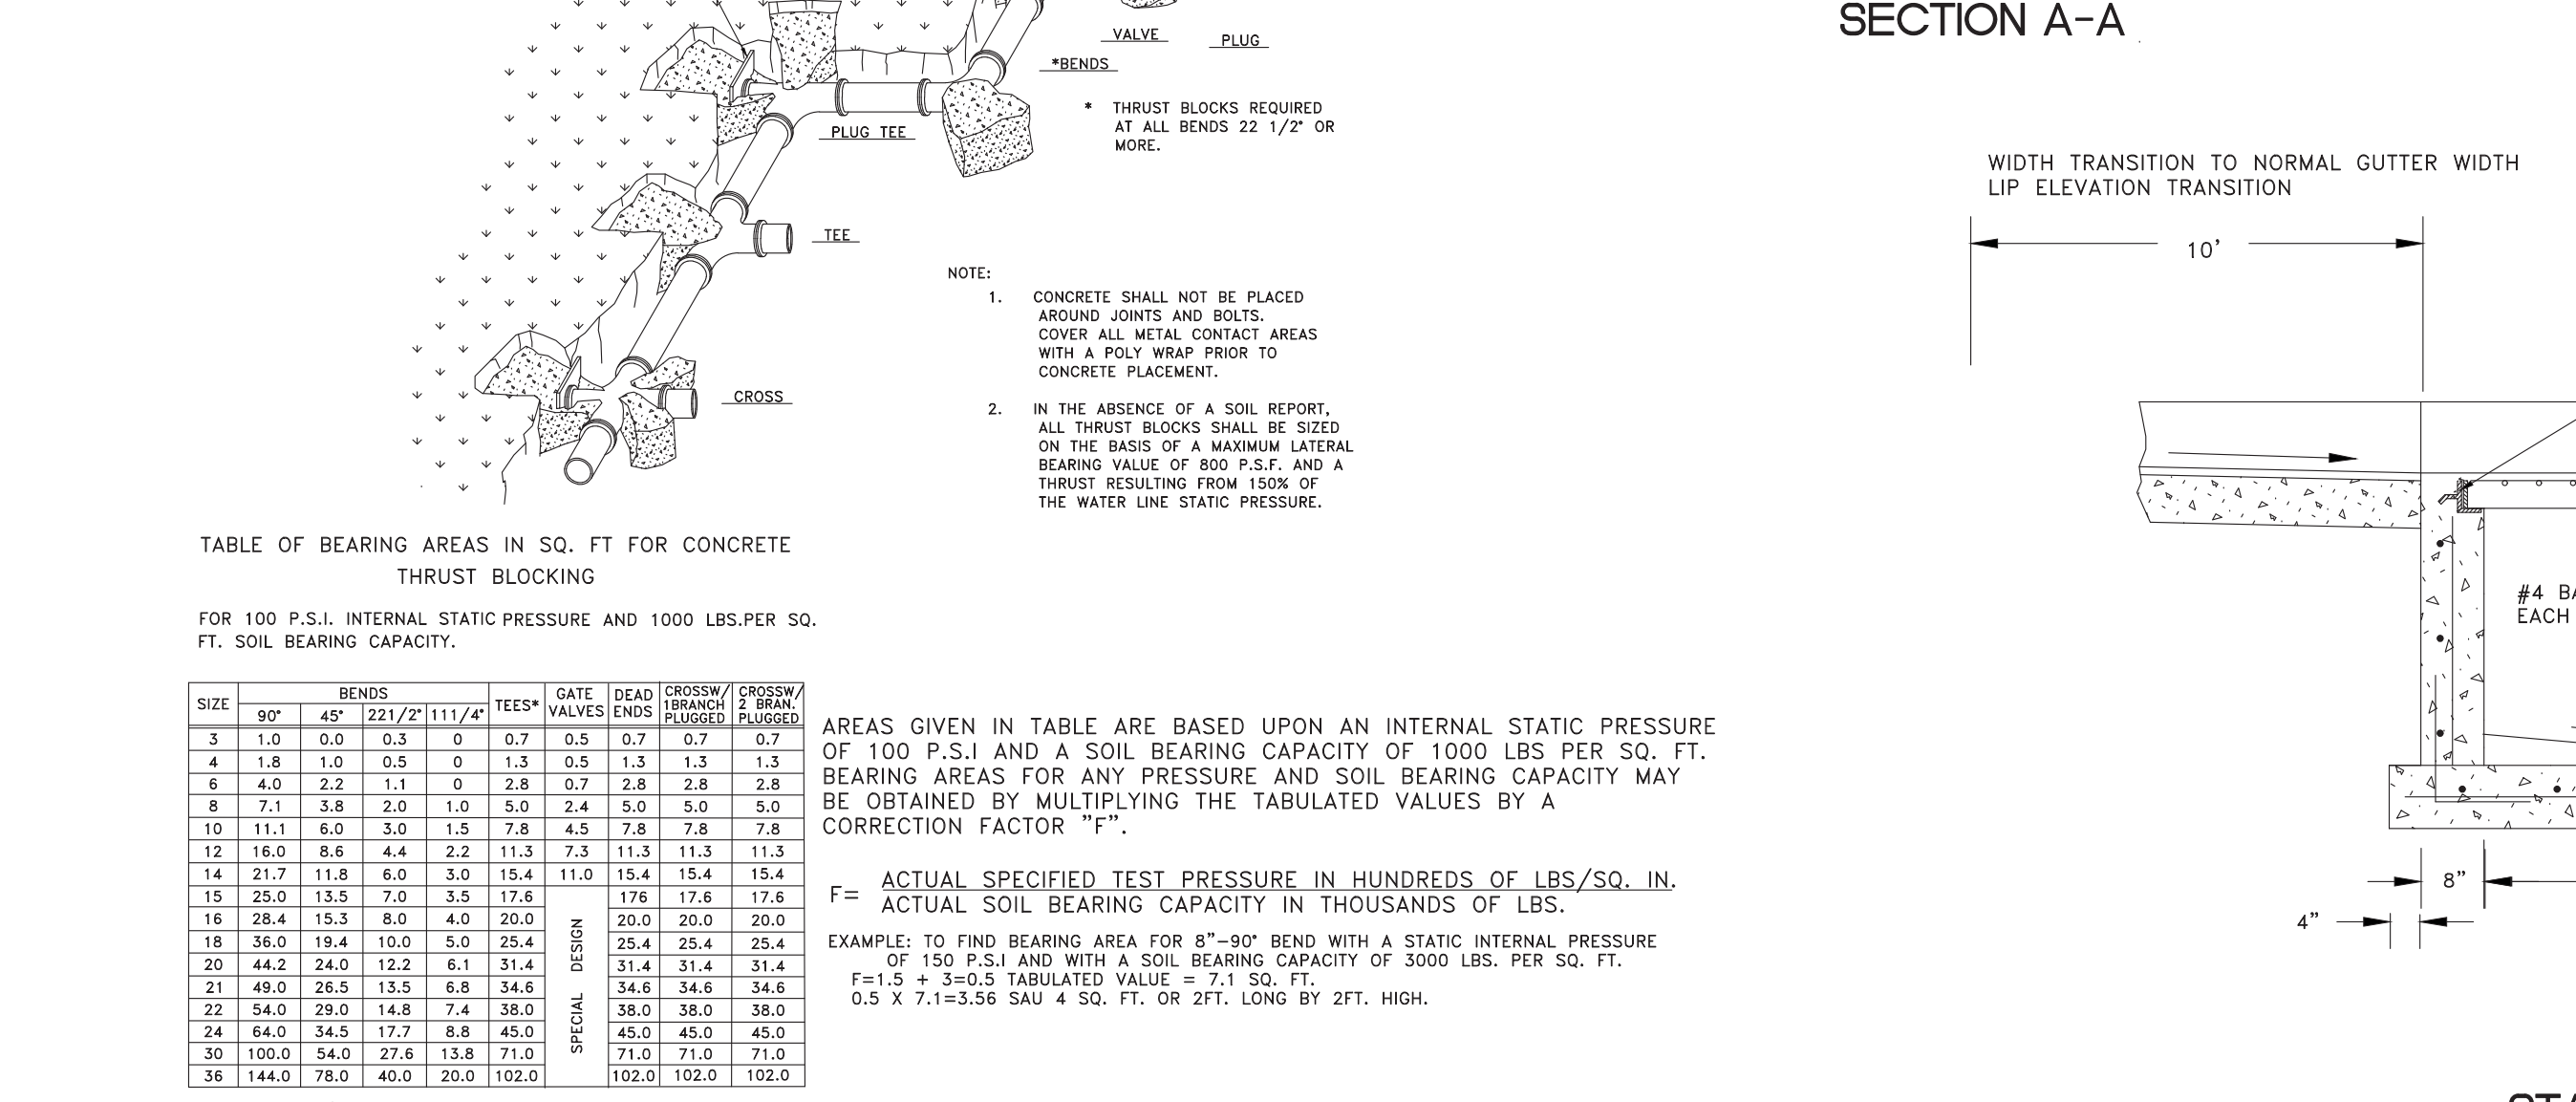 SECTION A-A
VALVE
PLUG
*BENDS
* THRUST BLOCKS REQUIRED
AT ALL BENDS 22 1/2° OR
MORE.
PLUG TEE
TEE
CROSS
NOTE:
1. CONCRETE SHALL NOT BE PLACED
AROUND JOINTS AND BOLTS.
COVER ALL METAL CONTACT AREAS
WITH A POLY WRAP PRIOR TO
CONCRETE PLACEMENT.
2. IN THE ABSENCE OF A SOIL REPORT,
ALL THRUST BLOCKS SHALL BE SIZED
ON THE BASIS OF A MAXIMUM LATERAL
BEARING VALUE OF 800 P.S.F. AND A
THRUST RESULTING FROM 150% OF
THE WATER LINE STATIC PRESSURE.
TABLE OF BEARING AREAS IN SQ. FT FOR CONCRETE
THRUST BLOCKING
FOR 100 P.S.I. INTERNAL STATIC PRESSURE AND 1000 LBS.PER SQ.
FT. SOIL BEARING CAPACITY.
SIZE BENDS TEES* GATE VALVES DEAD ENDS CROSSW/ 1BRANCH PLUGGED CROSSW/ 2 BRAN. PLUGGED
90° 45° 221/2° 111/4°
3 1.0 0.0 0.3 0 0.7 0.5 0.7 0.7 0.7
4 1.8 1.0 0.5 0 1.3 0.5 1.3 1.3 1.3
6 4.0 2.2 1.1 0 2.8 0.7 2.8 2.8 2.8
8 7.1 3.8 2.0 1.0 5.0 2.4 5.0 5.0 5.0
10 11.1 6.0 3.0 1.5 7.8 4.5 7.8 7.8 7.8
12 16.0 8.6 4.4 2.2 11.3 7.3 11.3 11.3 11.3
14 21.7 11.8 6.0 3.0 15.4 11.0 15.4 15.4 15.4
15 25.0 13.5 7.0 3.5 17.6 176 17.6 17.6
16 28.4 15.3 8.0 4.0 20.0 20.0 20.0 20.0
18 36.0 19.4 10.0 5.0 25.4 25.4 25.4 25.4
20 44.2 24.0 12.2 6.1 31.4 31.4 31.4 31.4
21 49.0 26.5 13.5 6.8 34.6 34.6 34.6 34.6
22 54.0 29.0 14.8 7.4 38.0 38.0 38.0 38.0
24 64.0 34.5 17.7 8.8 45.0 45.0 45.0 45.0
30 100.0 54.0 27.6 13.8 71.0 71.0 71.0 71.0
36 144.0 78.0 40.0 20.0 102.0 102.0 102.0 102.0
SPECIAL DESIGN
AREAS GIVEN IN TABLE ARE BASED UPON AN INTERNAL STATIC PRESSURE
OF 100 P.S.I AND A SOIL BEARING CAPACITY OF 1000 LBS PER SQ. FT.
BEARING AREAS FOR ANY PRESSURE AND SOIL BEARING CAPACITY MAY
BE OBTAINED BY MULTIPLYING THE TABULATED VALUES BY A
CORRECTION FACTOR "F".
F= ACTUAL SPECIFIED TEST PRESSURE IN HUNDREDS OF LBS/SQ. IN.
ACTUAL SOIL BEARING CAPACITY IN THOUSANDS OF LBS.
EXAMPLE: TO FIND BEARING AREA FOR 8"-90° BEND WITH A STATIC INTERNAL PRESSURE
OF 150 P.S.I AND WITH A SOIL BEARING CAPACITY OF 3000 LBS. PER SQ. FT.
F=1.5 + 3=0.5 TABULATED VALUE = 7.1 SQ. FT.
0.5 X 7.1=3.56 SAU 4 SQ. FT. OR 2FT. LONG BY 2FT. HIGH.
WIDTH TRANSITION TO NORMAL GUTTER WIDTH
LIP ELEVATION TRANSITION
10'
#4
EACH
8"
4"